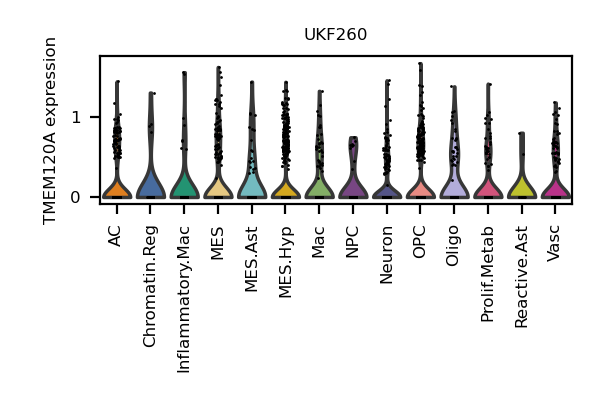 UKF260
TMEM120A expression
1
0
AC
Chromatin.Reg
Inflammatory.Mac
MES
MES.Ast
MES.Hyp
Mac
NPC
Neuron
OPC
Oligo
Prolif.Metab
Reactive.Ast
Vasc